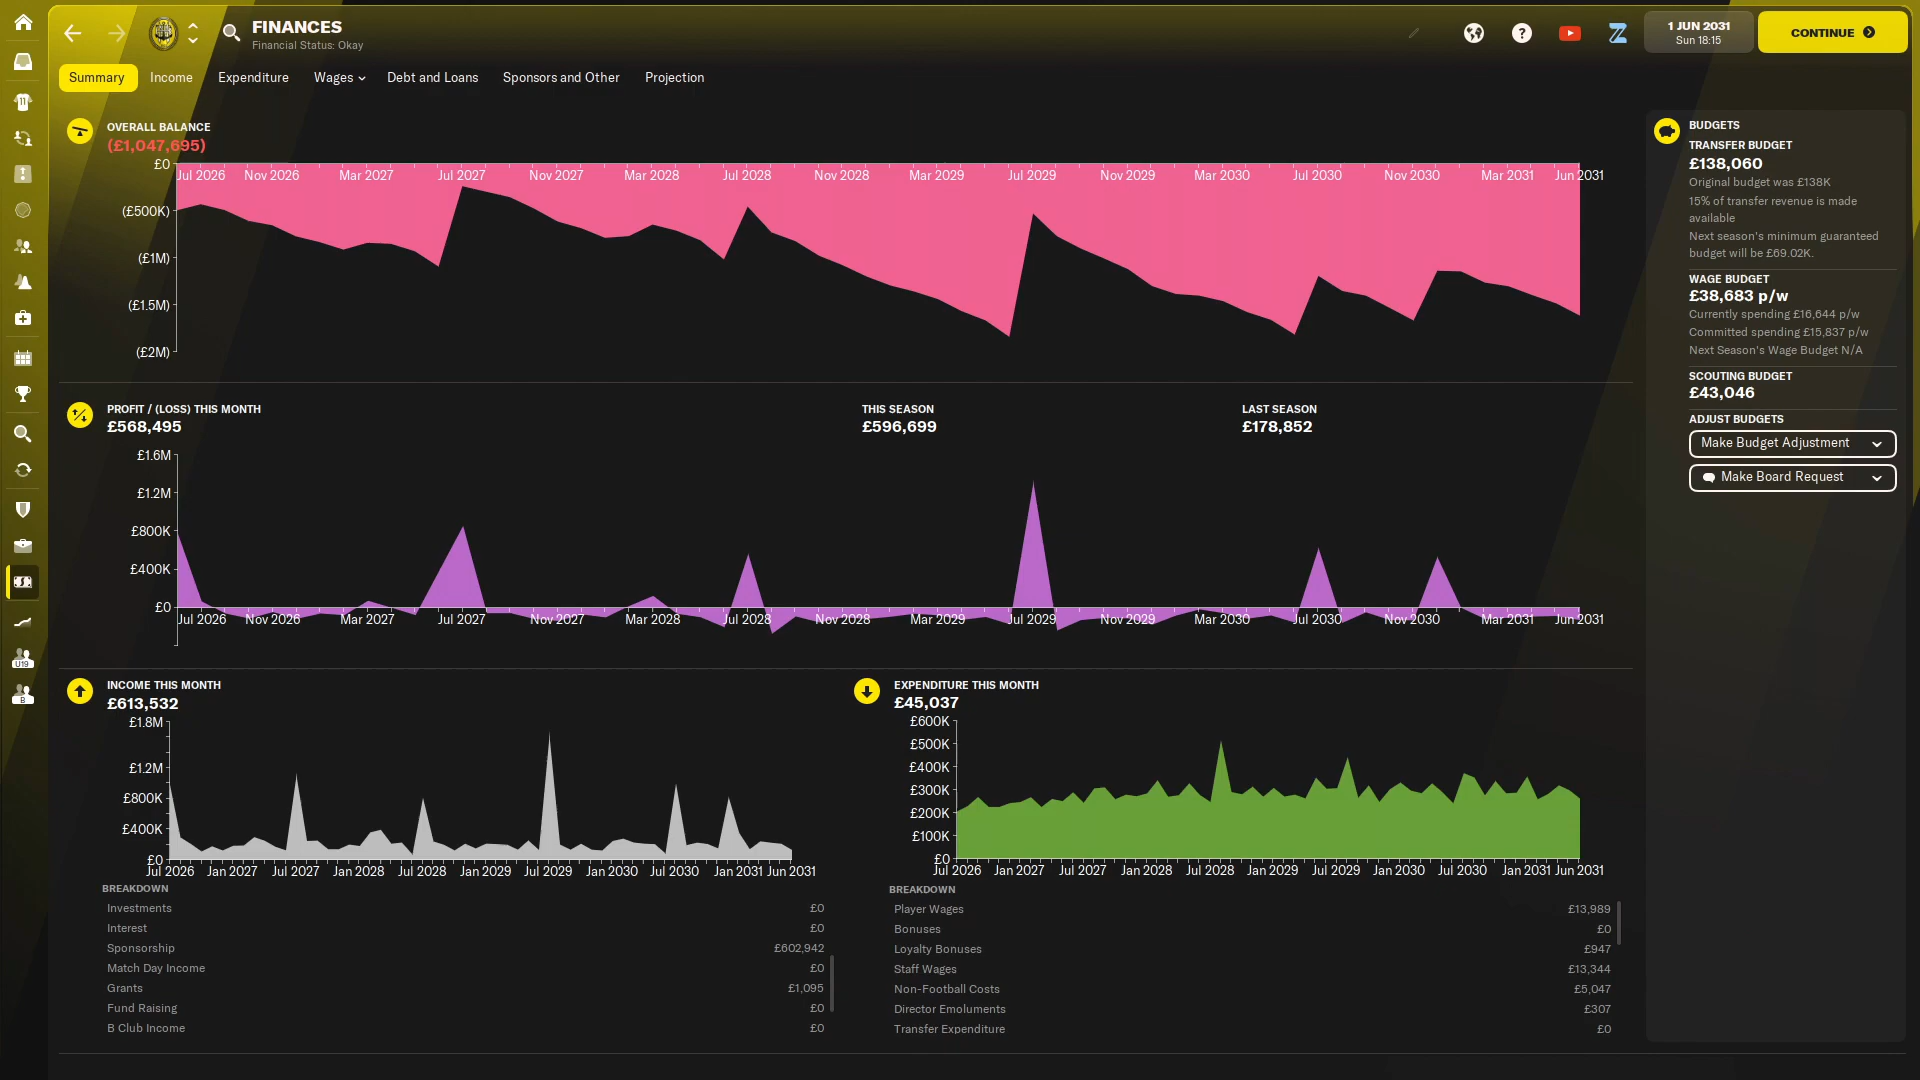 FINANCES
Financial Status: Okay
1 JUN 2031
Sun 18:15
CONTINUE
Summary
Income
Expenditure
Wages
Debt and Loans
Sponsors and Other
Projection
OVERALL BALANCE
(£1,047,695)
£0
(£500K)
(£1M)
(£1.5M)
(£2M)
Jul 2026 Nov 2026 Mar 2027 Jul 2027 Nov 2027 Mar 2028 Jul 2028 Nov 2028 Mar 2029 Jul 2029 Nov 2029 Mar 2030 Jul 2030 Nov 2030 Mar 2031 Jun 2031
PROFIT / (LOSS) THIS MONTH
£568,495
THIS SEASON
£596,699
LAST SEASON
£178,852
£1.6M
£1.2M
£800K
£400K
£0
Jul 2026 Nov 2026 Mar 2027 Jul 2027 Nov 2027 Mar 2028 Jul 2028 Nov 2028 Mar 2029 Jul 2029 Nov 2029 Mar 2030 Jul 2030 Nov 2030 Mar 2031 Jun 2031
INCOME THIS MONTH
£613,532
£1.8M
£1.2M
£800K
£400K
£0
Jul 2026 Jan 2027 Jul 2027 Jan 2028 Jul 2028 Jan 2029 Jul 2029 Jan 2030 Jul 2030 Jan 2031 Jun 2031
BREAKDOWN
Investments £0
Interest £0
Sponsorship £602,942
Match Day Income £0
Grants £1,095
Fund Raising £0
B Club Income £0
EXPENDITURE THIS MONTH
£45,037
£600K
£500K
£400K
£300K
£200K
£100K
£0
Jul 2026 Jan 2027 Jul 2027 Jan 2028 Jul 2028 Jan 2029 Jul 2029 Jan 2030 Jul 2030 Jan 2031 Jun 2031
BREAKDOWN
Player Wages £13,989
Bonuses £0
Loyalty Bonuses £947
Staff Wages £13,344
Non-Football Costs £5,047
Director Emoluments £307
Transfer Expenditure £0
BUDGETS
TRANSFER BUDGET
£138,060
Original budget was £138K
15% of transfer revenue is made
available
Next season's minimum guaranteed
budget will be £69.02K.
WAGE BUDGET
£38,683 p/w
Currently spending £16,644 p/w
Committed spending £15,837 p/w
Next Season's Wage Budget N/A
SCOUTING BUDGET
£43,046
ADJUST BUDGETS
Make Budget Adjustment
Make Board Request
11
U19
B